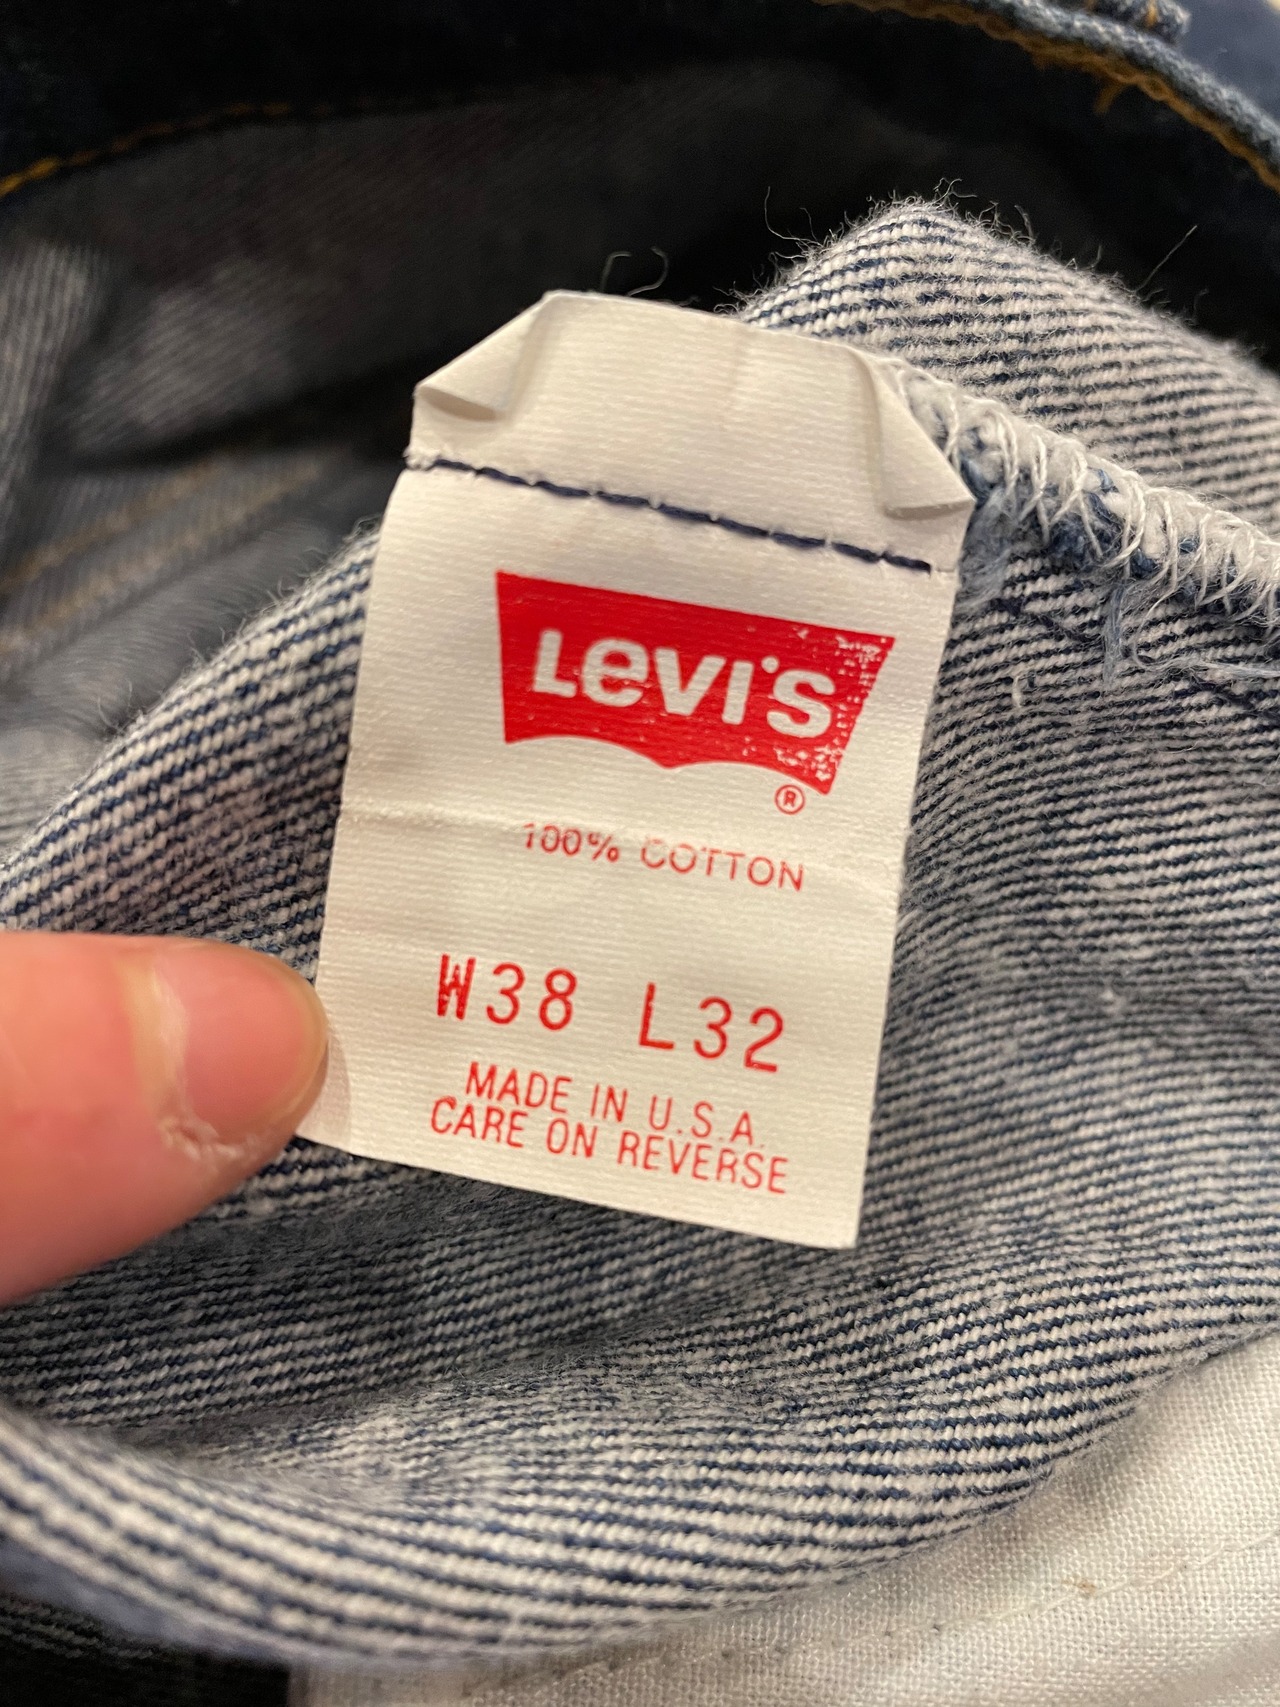 LEVI'S
®
100% COTTON
W38 L32
MADE IN U.S.A.
CARE ON REVERSE